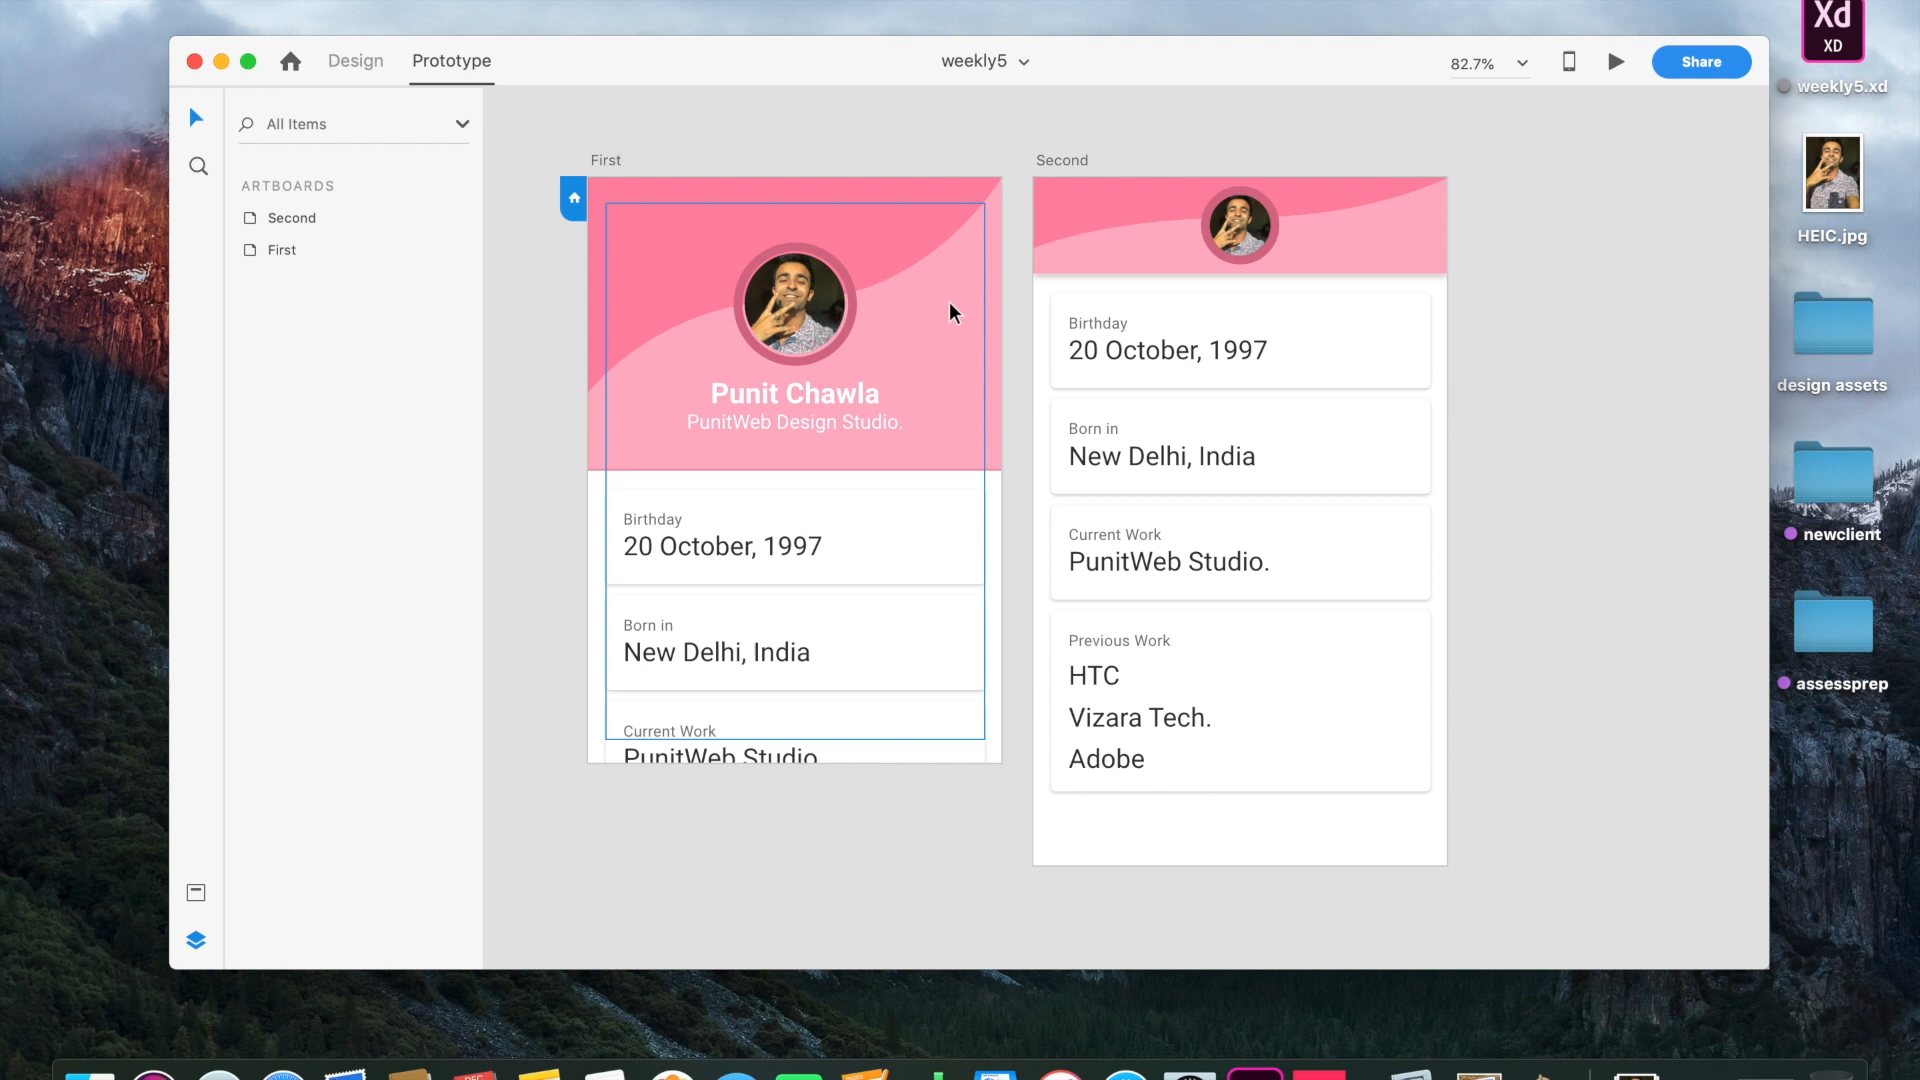 Xd
XD
Design
Prototype
weekly5
82.7%
Share
weekly5.xd
All Items
ARTBOARDS
Second
First
First
Second
Punit Chawla
PunitWeb Design Studio.
Birthday
20 October, 1997
Born in
New Delhi, India
Current Work
PunitWeb Studio
Birthday
20 October, 1997
Born in
New Delhi, India
Current Work
PunitWeb Studio.
Previous Work
HTC
Vizara Tech.
Adobe
HEIC.jpg
design assets
newclient
assessprep
DEC